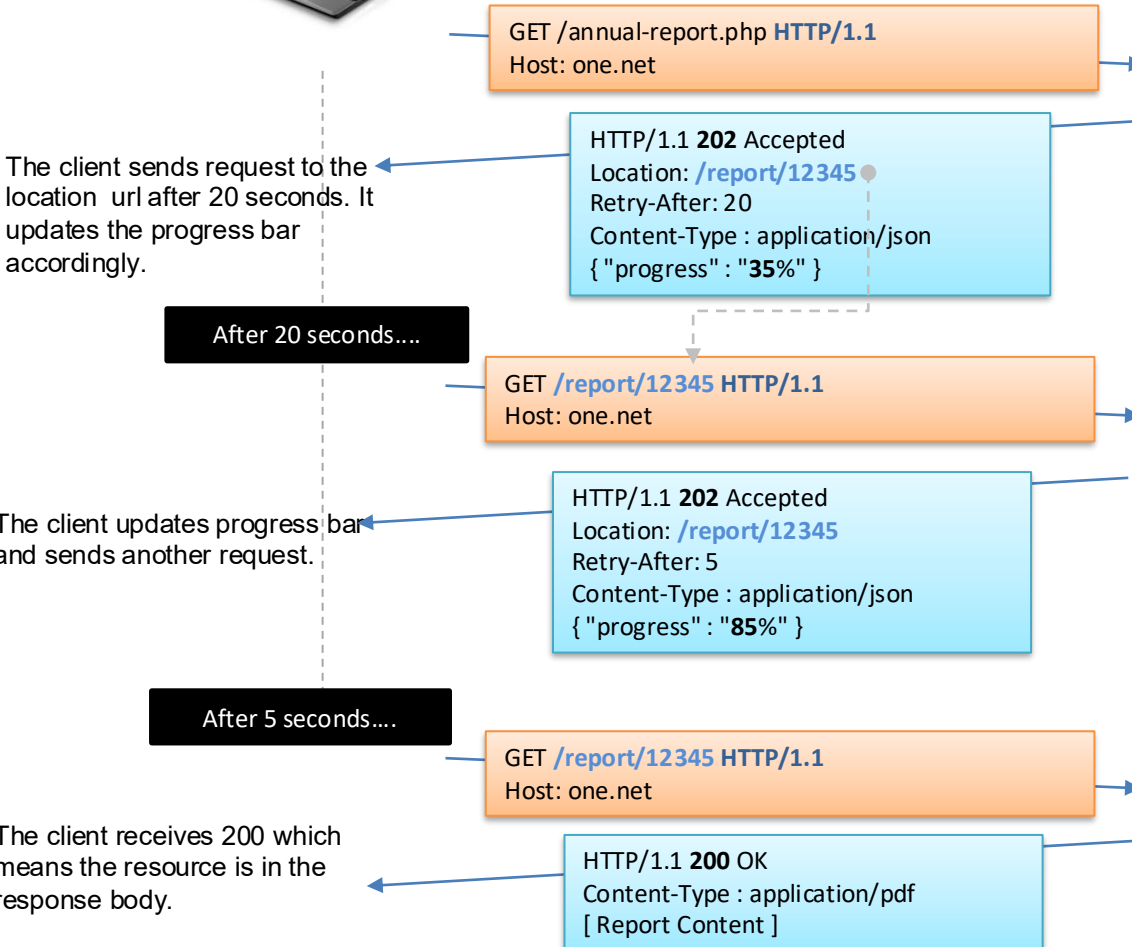 GET /annual-report.php HTTP/1.1
Host: one.net
HTTP/1.1 202 Accepted
Location: /report/12345
Retry-After: 20
Content-Type : application/json
{ "progress" : "35%" }
The client sends request to the
location url after 20 seconds. It
updates the progress bar
accordingly.
After 20 seconds....
GET /report/12345 HTTP/1.1
Host: one.net
HTTP/1.1 202 Accepted
Location: /report/12345
Retry-After: 5
Content-Type : application/json
{ "progress" : "85%" }
The client updates progress bar
and sends another request.
After 5 seconds....
GET /report/12345 HTTP/1.1
Host: one.net
The client receives 200 which
means the resource is in the
response body.
HTTP/1.1 200 OK
Content-Type : application/pdf
[ Report Content ]